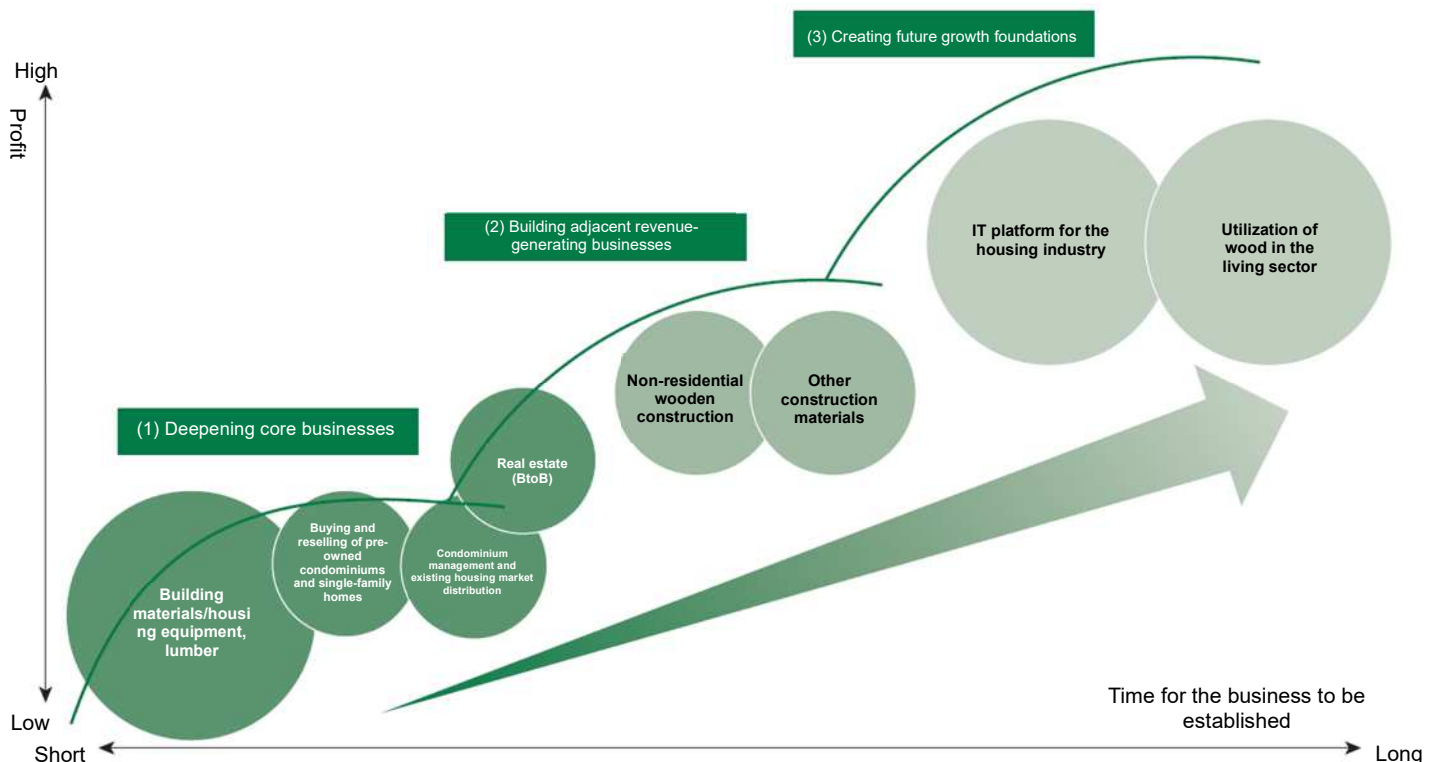 (3) Creating future growth foundations
High
Profit
(2) Building adjacent revenue-
generating businesses
IT platform for the
housing industry
Utilization of
wood in the
living sector
Non-residential
wooden
construction
Other
construction
materials
(1) Deepening core businesses
Real estate
(BtoB)
Buying and
reselling of pre-
owned
condominiums
and single-family
homes
Condominium
management and
existing housing market
distribution
Building
materials/housi
ng equipment,
lumber
Time for the business to be
established
Low
Short
Long